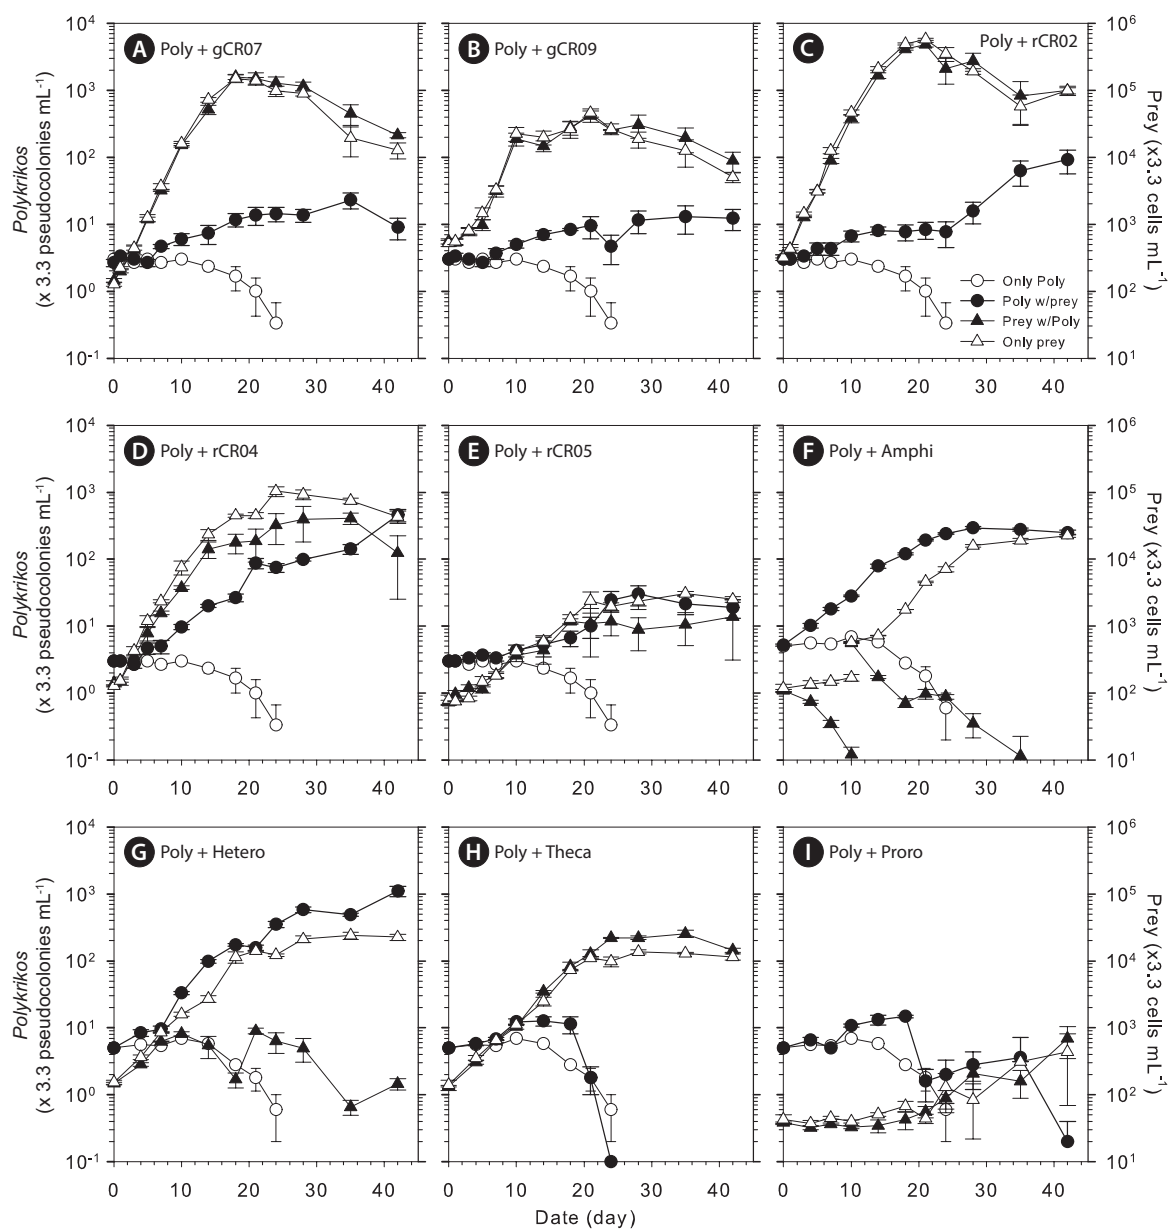 A Poly + gCR07
B Poly + gCR09
C Poly + rCR02
10⁴
10³
10²
10¹
10⁰
10⁻¹
Polykrikos
(x 3.3 pseudocolonies mL⁻¹)
10⁶
10⁵
10⁴
10³
10²
10¹
Prey (x3.3 cells mL⁻¹)
Only Poly
Poly w/prey
Prey w/Poly
Only prey
0 10 20 30 40
0 10 20 30 40
0 10 20 30 40
D Poly + rCR04
E Poly + rCR05
F Poly + Amphi
10⁴
10³
10²
10¹
10⁰
10⁻¹
Polykrikos
(x 3.3 pseudocolonies mL⁻¹)
10⁶
10⁵
10⁴
10³
10²
10¹
Prey (x3.3 cells mL⁻¹)
0 10 20 30 40
0 10 20 30 40
0 10 20 30 40
G Poly + Hetero
H Poly + Theca
I Poly + Proro
10⁴
10³
10²
10¹
10⁰
10⁻¹
Polykrikos
(x 3.3 pseudocolonies mL⁻¹)
10⁶
10⁵
10⁴
10³
10²
10¹
Prey (x3.3 cells mL⁻¹)
0 10 20 30 40
0 10 20 30 40
0 10 20 30 40
Date (day)